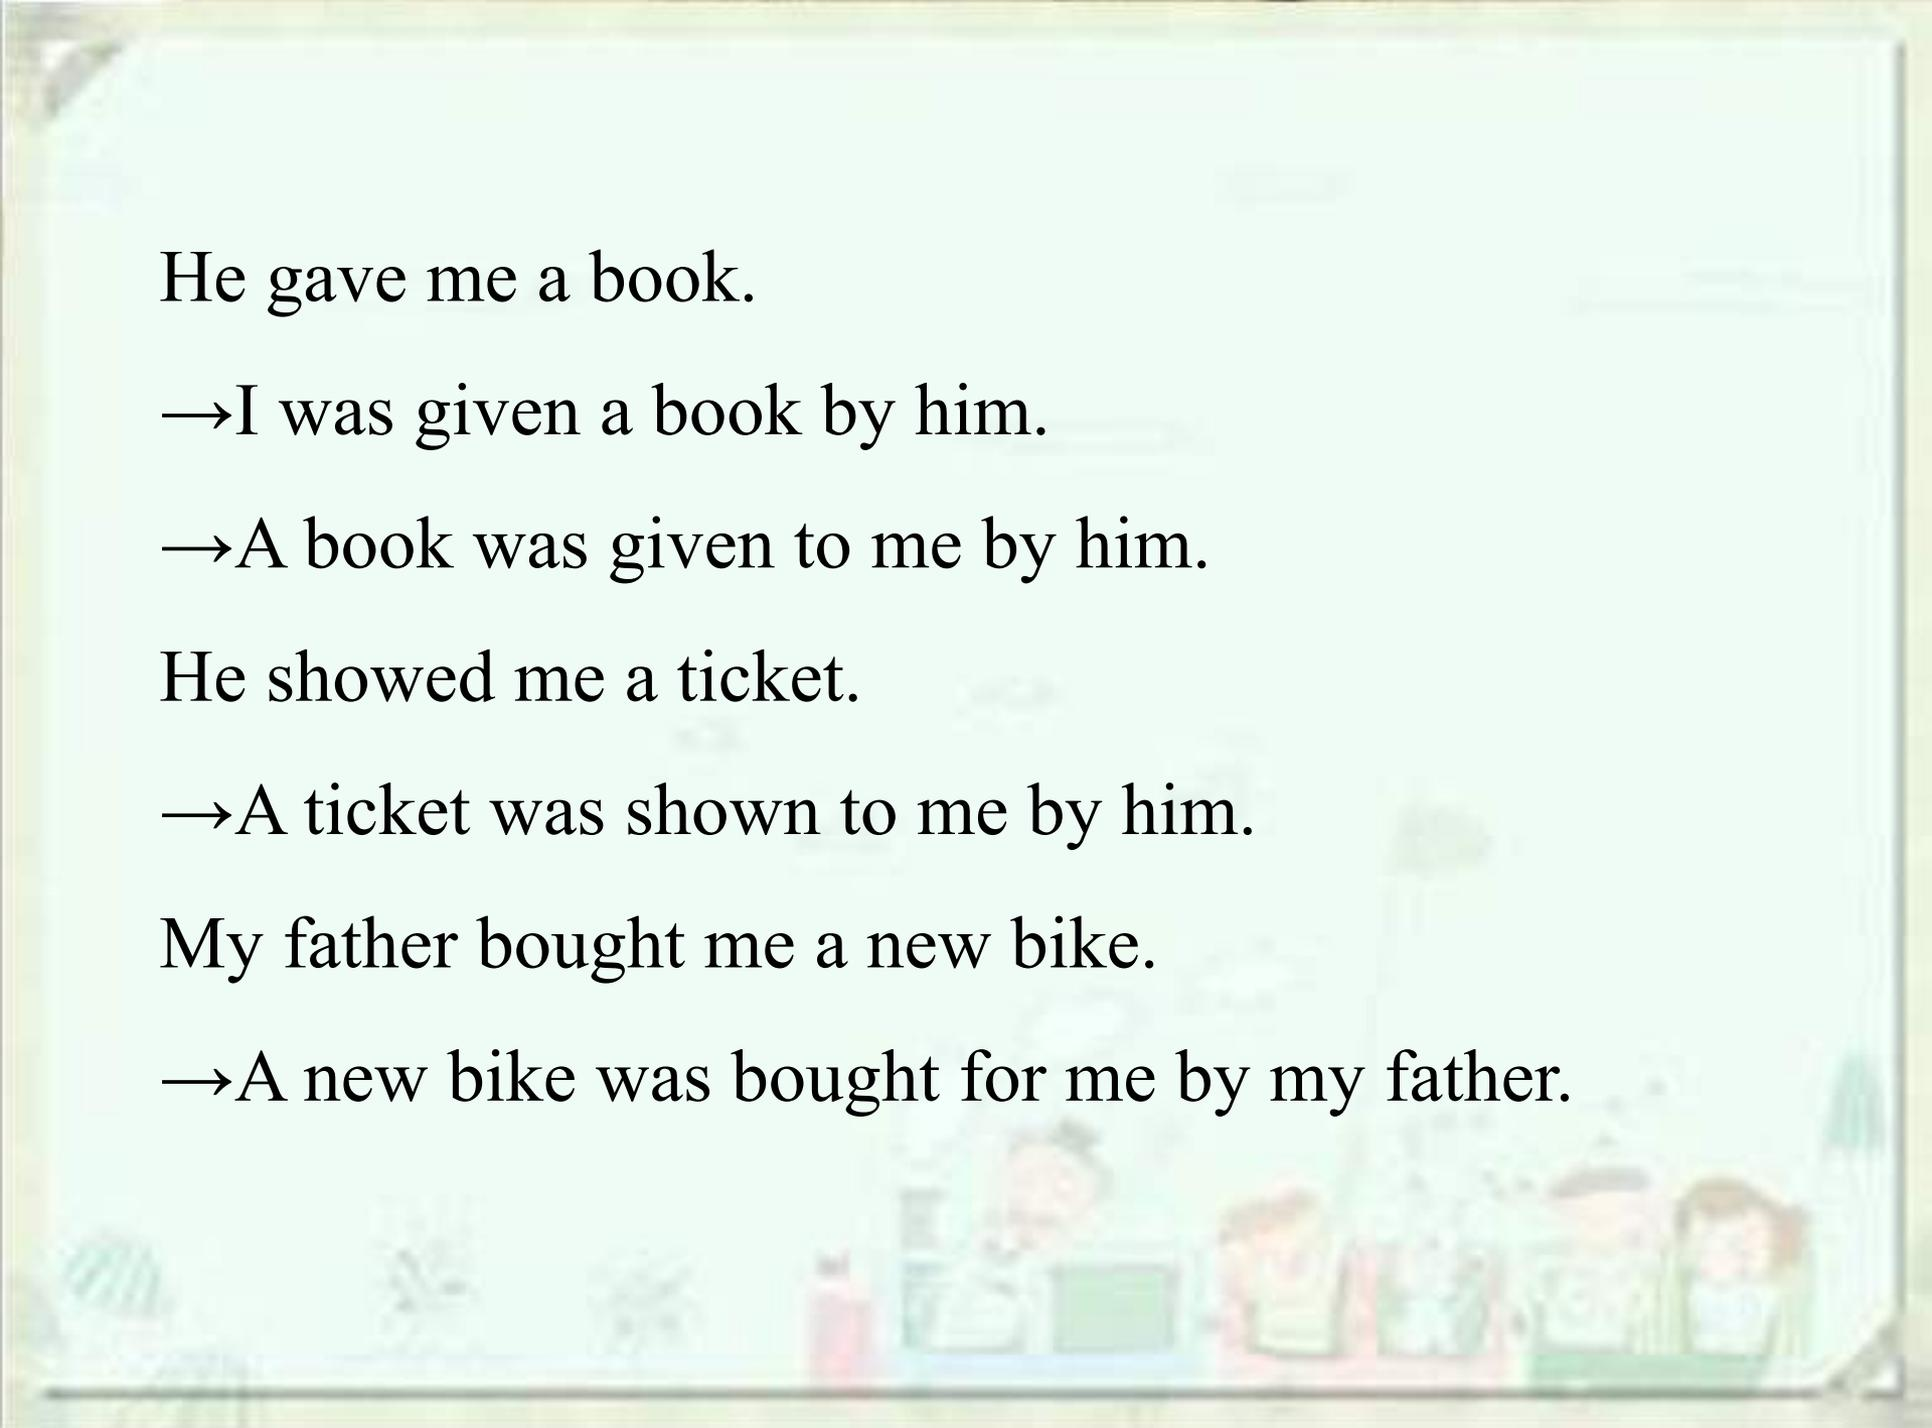 He gave me a book.
→I was given a book by him.
→A book was given to me by him.
He showed me a ticket.
→A ticket was shown to me by him.
My father bought me a new bike.
→A new bike was bought for me by my father.